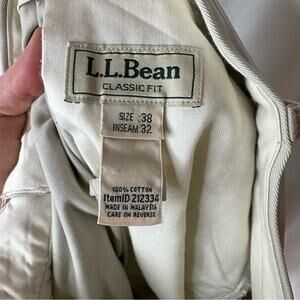 L.L.Bean
CLASSIC FIT
SIZE :38
INSEAM:32
100% COTTON
ItemID 212334
MADE IN MALAYSIA
CARE ON REVERSE